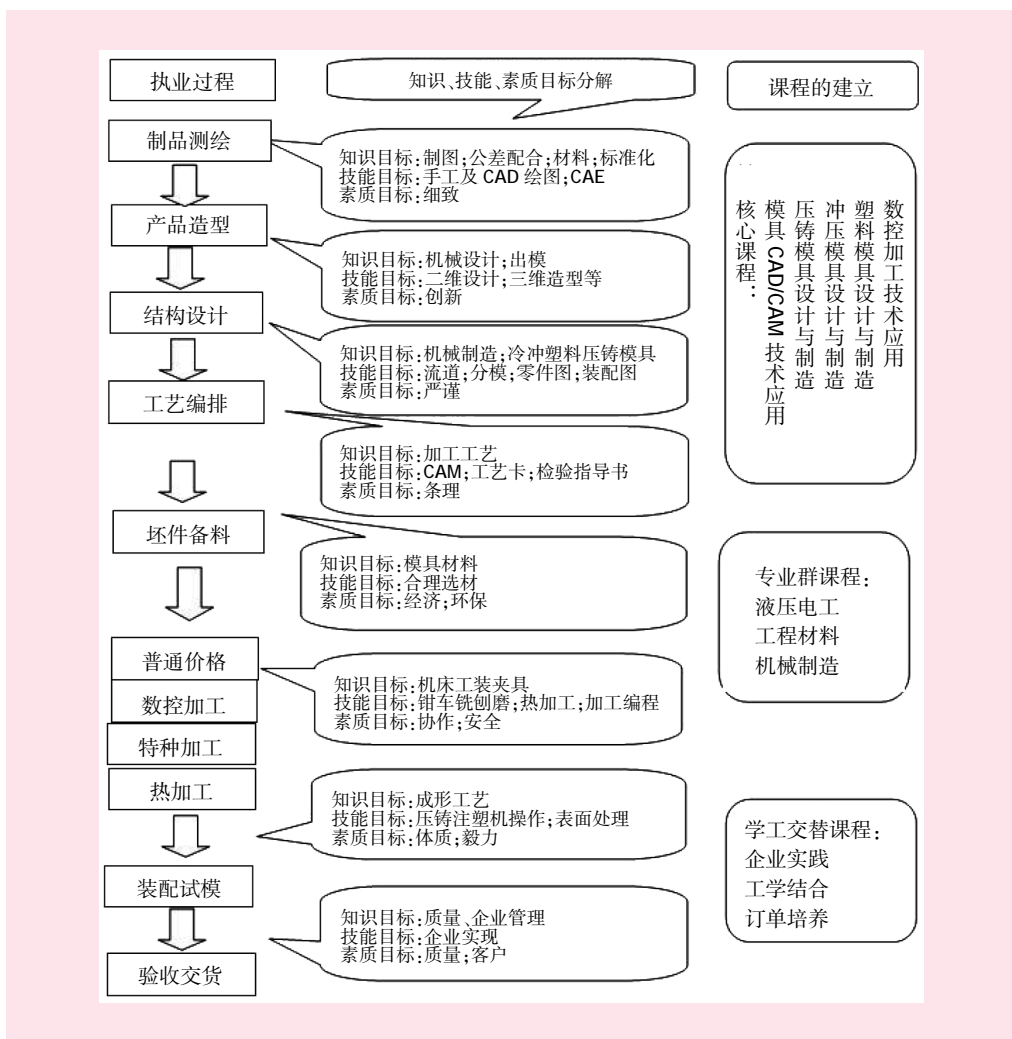 执业过程
知识、技能、素质目标分解
课程的建立
制品测绘
知识目标:制图;公差配合;材料;标准化
技能目标:手工及 CAD 绘图;CAE
素质目标:细致
产品造型
知识目标:机械设计;出模
技能目标:二维设计;三维造型等
素质目标:创新
结构设计
知识目标:机械制造;冷冲塑料压铸模具
技能目标:流道;分模;零件图;装配图
素质目标:严谨
工艺编排
知识目标:加工工艺
技能目标:CAM;工艺卡;检验指导书
素质目标:条理
坯件备料
知识目标:模具材料
技能目标:合理选材
素质目标:经济;环保
普通价格
数控加工
特种加工
热加工
知识目标:机床工装夹具
技能目标:钳车铣刨磨;热加工;加工编程
素质目标:协作;安全
知识目标:成形工艺
技能目标:压铸注塑机操作;表面处理
素质目标:体质;毅力
装配试模
知识目标:质量、企业管理
技能目标:企业实现
素质目标:质量;客户
验收交货
核心课程:
模具 CAD/CAM 技术应用
压铸模具设计与制造
冲压模具设计与制造
塑料模具设计与制造
数控加工技术应用
专业群课程:
液压电工
工程材料
机械制造
学工交替课程:
企业实践
工学结合
订单培养